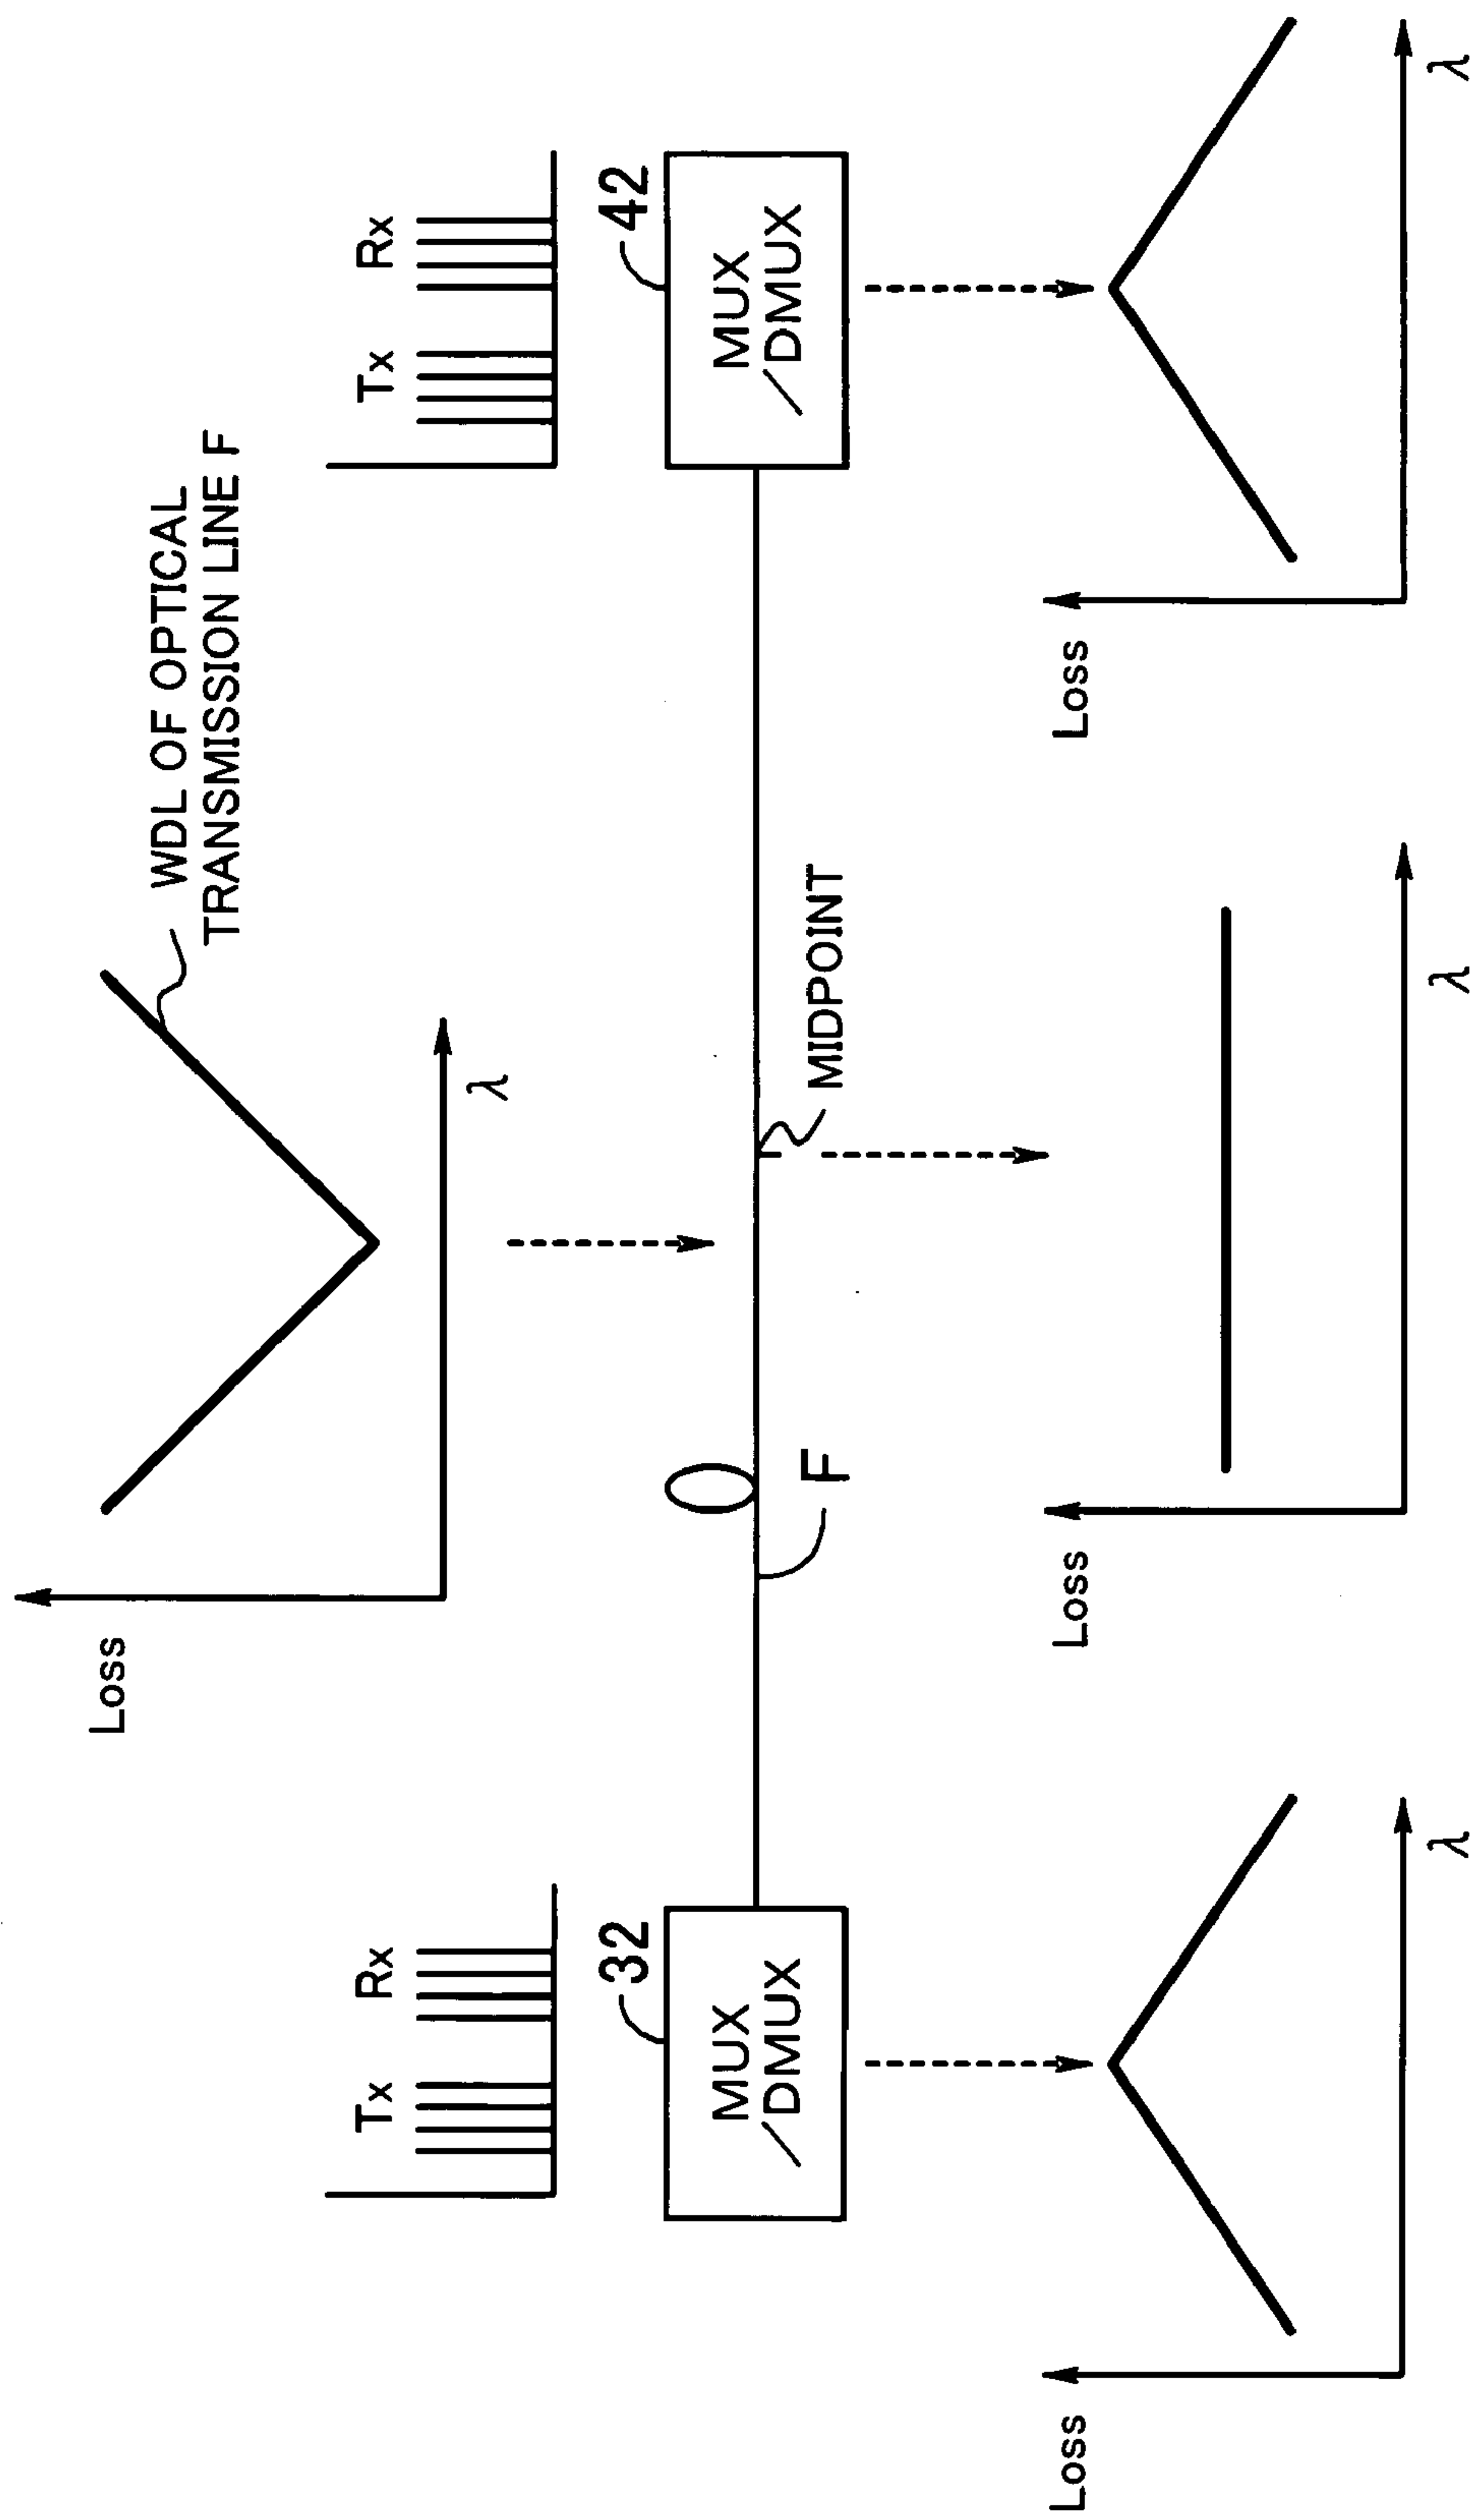 Loss
WDL OF OPTICAL
TRANSMISSION LINE F
λ
Tx Rx
Tx Rx
32
42
MUX
/DMUX
MUX
/DMUX
F
MIDPOINT
Loss
Loss
Loss
λ
λ
λ